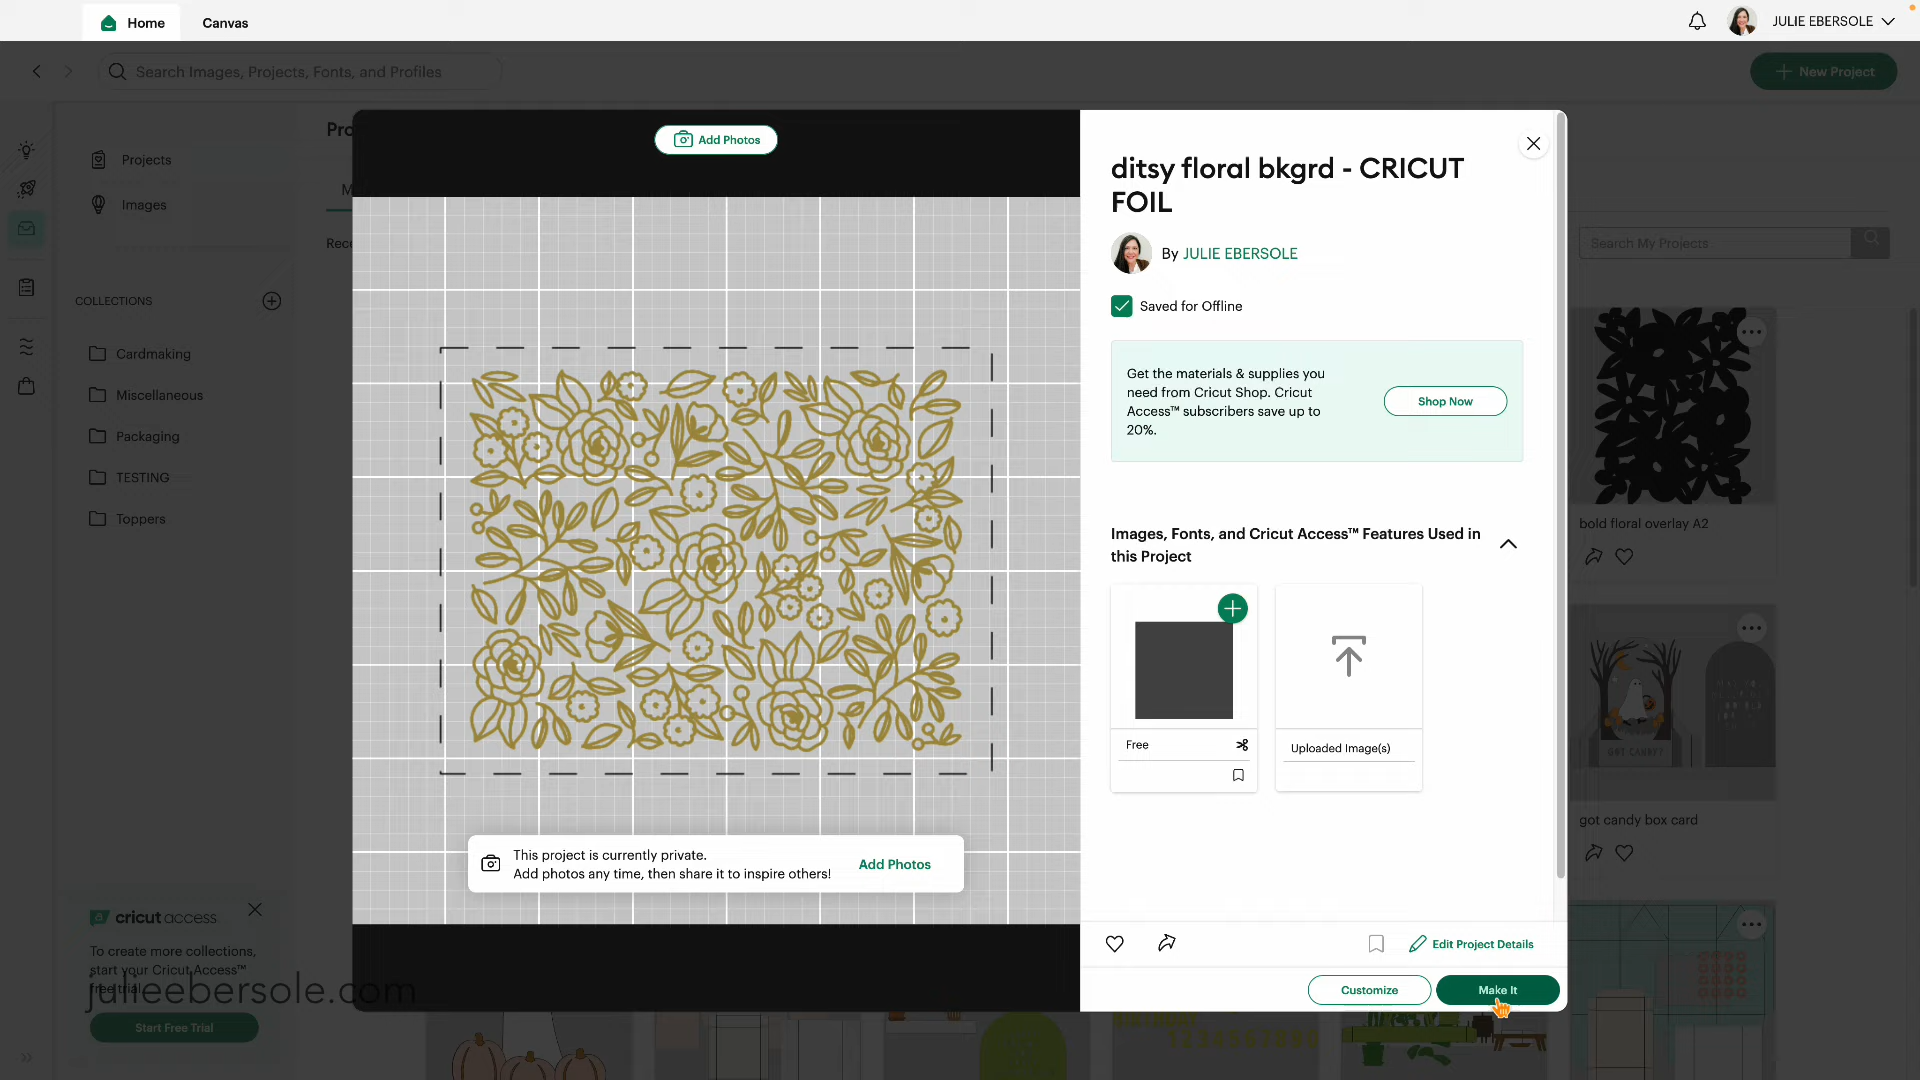 Home
Canvas
JULIE EBERSOLE
Search Images, Projects, Fonts, and Profiles
New Project
Projects
Images
COLLECTIONS
Cardmaking
Miscellaneous
Packaging
TESTING
Toppers
cricut access
To create more collections,
start your Cricut Access™
free trial.
Start Free Trial
julieebersole.com
Pro
M
Rece
Add Photos
This project is currently private.
Add photos any time, then share it to inspire others!
Add Photos
ditsy floral bkgrd - CRICUT
FOIL
By JULIE EBERSOLE
Saved for Offline
Get the materials & supplies you
need from Cricut Shop. Cricut
Access™ subscribers save up to
20%.
Shop Now
Images, Fonts, and Cricut Access™ Features Used in
this Project
Free
Uploaded Image(s)
Edit Project Details
Customize
Make It
Search My Projects
bold floral overlay A2
GOT CANDY?
got candy box card
1234567890